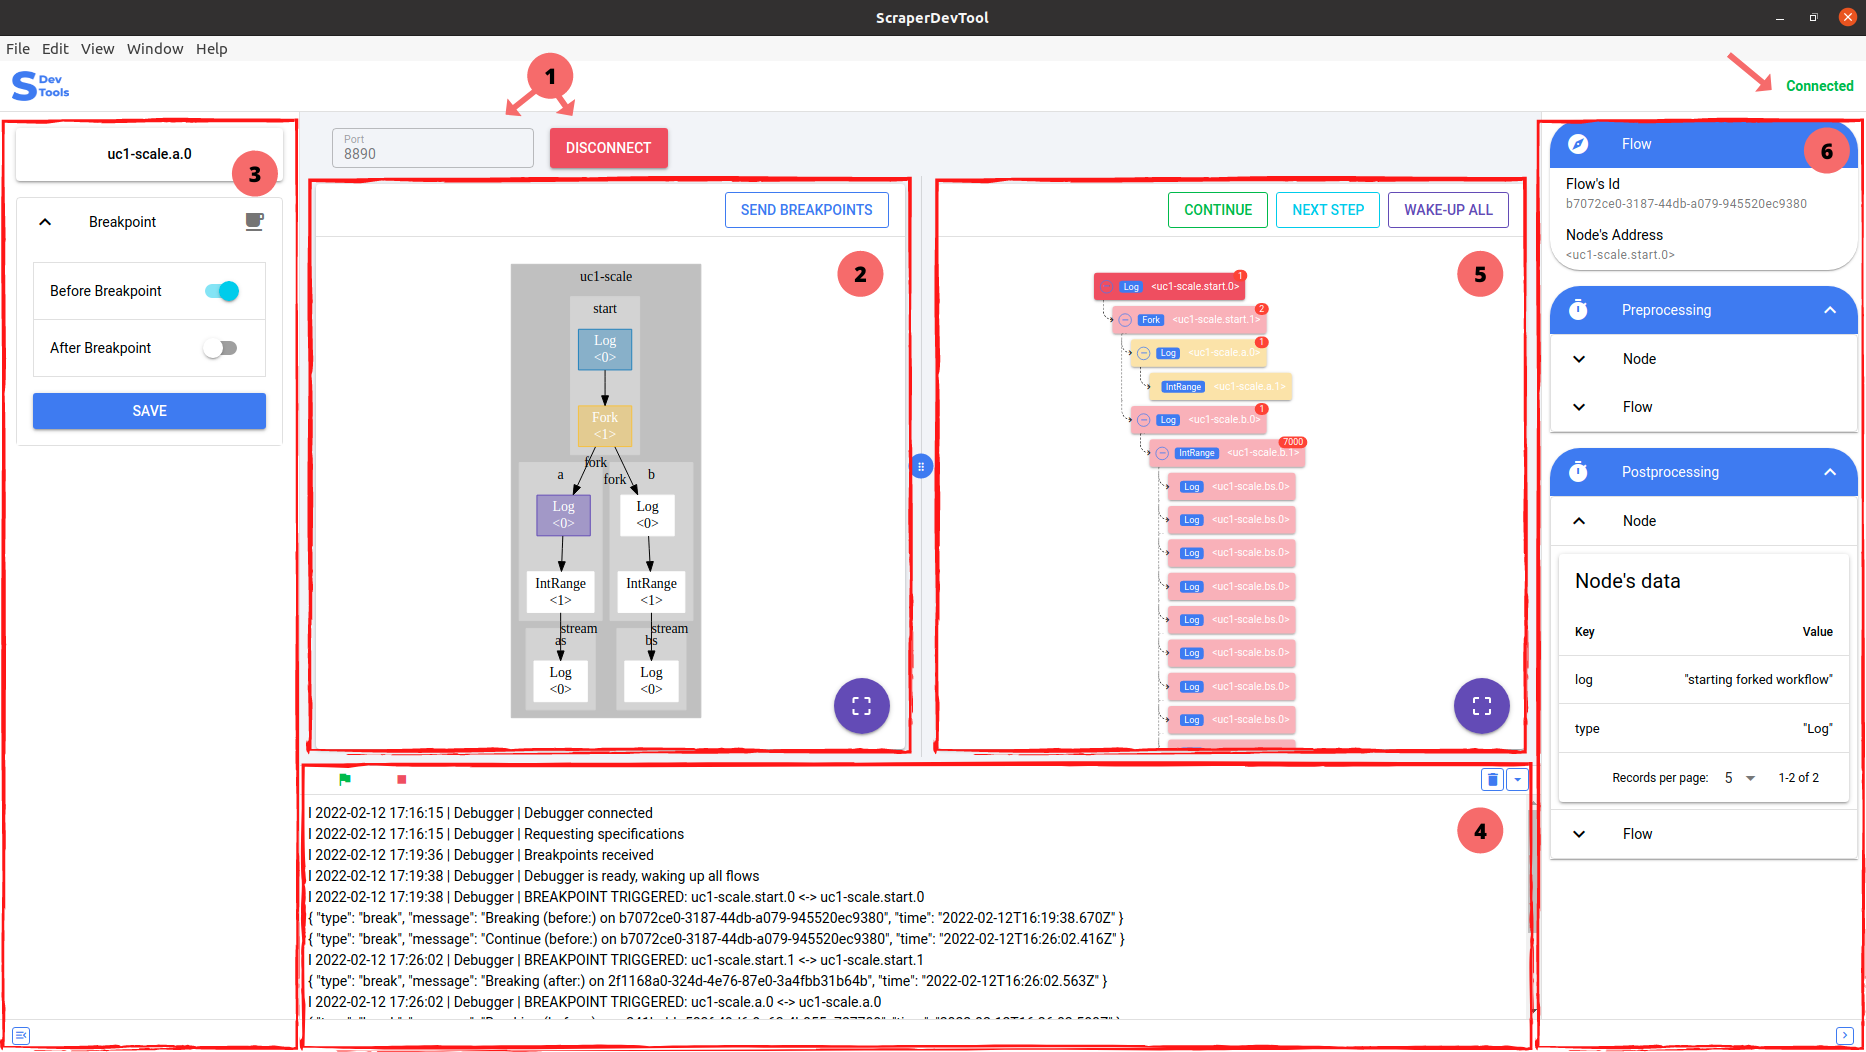 ScraperDevTool
File Edit View Window Help
S Dev Tools
1
Connected
uc1-scale.a.0
3
Breakpoint
Before Breakpoint
After Breakpoint
SAVE
Port
8890
DISCONNECT
SEND BREAKPOINTS
2
uc1-scale
start
Log
<0>
Fork
<1>
fork
fork
a
b
Log
<0>
Log
<0>
IntRange
<1>
IntRange
<1>
stream
stream
as
bs
Log
<0>
Log
<0>
CONTINUE NEXT STEP WAKE-UP ALL
5
Log <uc1-scale.start.0> 1
Fork <uc1-scale.start.1> 2
Log <uc1-scale.a.0> 1
IntRange <uc1-scale.a.1>
Log <uc1-scale.b.0> 1
IntRange <uc1-scale.b.1> 7000
Log <uc1-scale.bs.0>
Log <uc1-scale.bs.0>
Log <uc1-scale.bs.0>
Log <uc1-scale.bs.0>
Log <uc1-scale.bs.0>
Log <uc1-scale.bs.0>
Log <uc1-scale.bs.0>
Log <uc1-scale.bs.0>
4
I 2022-02-12 17:16:15 | Debugger | Debugger connected
I 2022-02-12 17:16:15 | Debugger | Requesting specifications
I 2022-02-12 17:19:36 | Debugger | Breakpoints received
I 2022-02-12 17:19:38 | Debugger | Debugger is ready, waking up all flows
I 2022-02-12 17:19:38 | Debugger | BREAKPOINT TRIGGERED: uc1-scale.start.0 <-> uc1-scale.start.0
{ "type": "break", "message": "Breaking (before:) on b7072ce0-3187-44db-a079-945520ec9380", "time": "2022-02-12T16:19:38.670Z" }
{ "type": "break", "message": "Continue (before:) on b7072ce0-3187-44db-a079-945520ec9380", "time": "2022-02-12T16:26:02.416Z" }
I 2022-02-12 17:26:02 | Debugger | BREAKPOINT TRIGGERED: uc1-scale.start.1 <-> uc1-scale.start.1
{ "type": "break", "message": "Breaking (after:) on 2f1168a0-324d-4e76-87e0-3a4fbb31b64b", "time": "2022-02-12T16:26:02.563Z" }
I 2022-02-12 17:26:02 | Debugger | BREAKPOINT TRIGGERED: uc1-scale.a.0 <-> uc1-scale.a.0
Flow
6
Flow's Id
b7072ce0-3187-44db-a079-945520ec9380
Node's Address
<uc1-scale.start.0>
Preprocessing
Node
Flow
Postprocessing
Node
Node's data
Key Value
log "starting forked workflow"
type "Log"
Records per page: 5 1-2 of 2
Flow